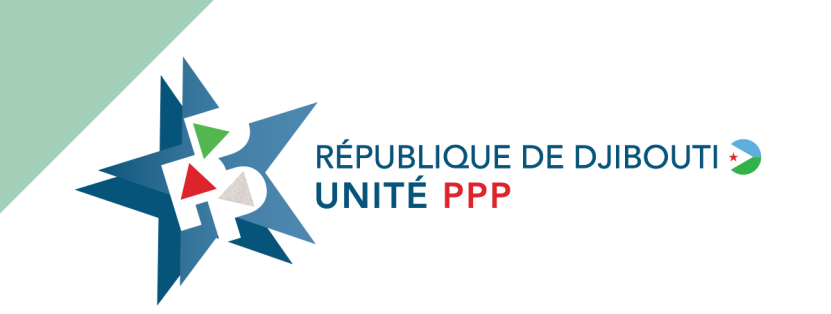 RÉPUBLIQUE DE DJIBOUTI
UNITÉ PPP